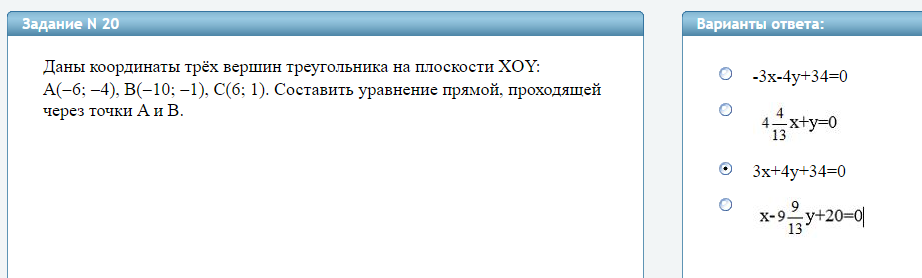 Задание N 20
Даны координаты трёх вершин треугольника на плоскости XOY:
A(−6; −4), B(−10; −1), C(6; 1). Составить уравнение прямой, проходящей
через точки A и B.
Варианты ответа:
-3x-4y+34=0
4 4/13 x+y=0
3x+4y+34=0
x-9 9/13 y+20=0